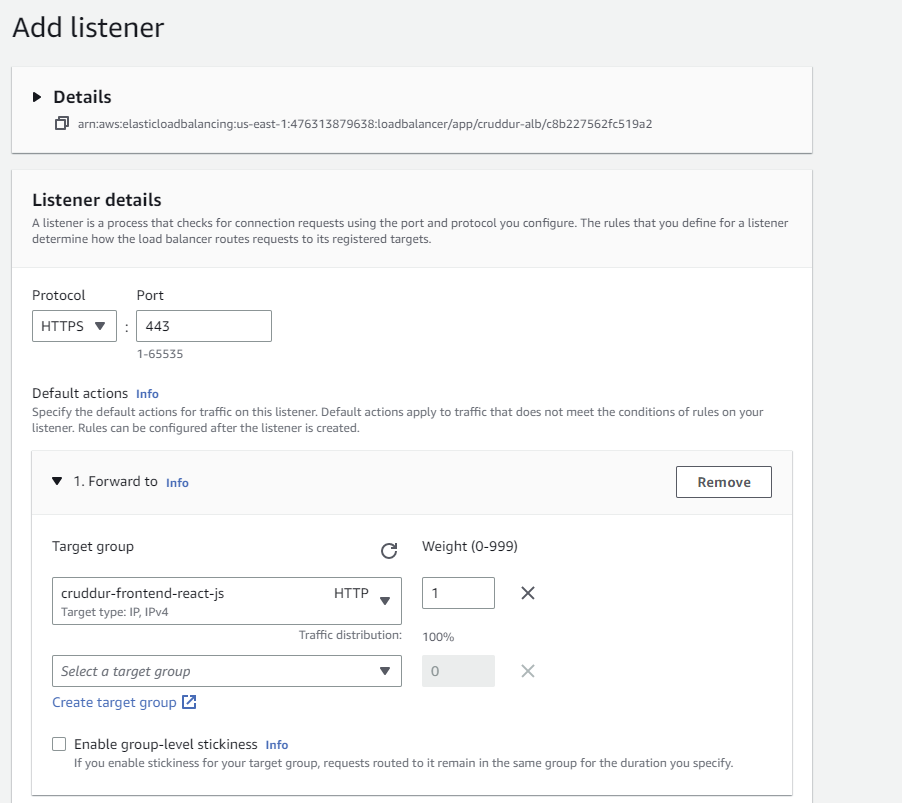 Add listener
Details
arn:aws:elasticloadbalancing:us-east-1:476313879638:loadbalancer/app/cruddur-alb/c8b227562fc519a2
Listener details
A listener is a process that checks for connection requests using the port and protocol you configure. The rules that you define for a listener
determine how the load balancer routes requests to its registered targets.
Protocol Port
HTTPS : 443
1-65535
Default actions Info
Specify the default actions for traffic on this listener. Default actions apply to traffic that does not meet the conditions of rules on your
listener. Rules can be configured after the listener is created.
1. Forward to Info Remove
Target group Weight (0-999)
cruddur-frontend-react-js HTTP 1
Target type: IP, IPv4
Traffic distribution: 100%
Select a target group 0
Create target group
Enable group-level stickiness Info
If you enable stickiness for your target group, requests routed to it remain in the same group for the duration you specify.